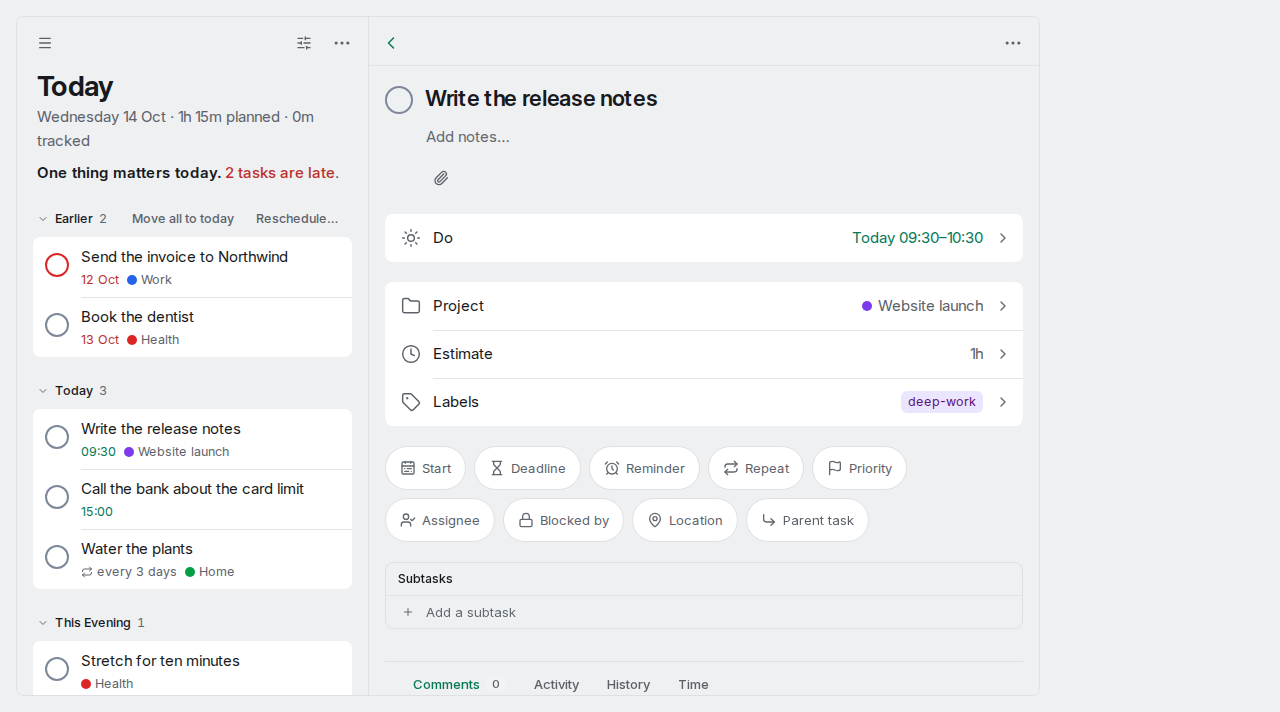 Today
Wednesday 14 Oct · 1h 15m planned · 0m
tracked
One thing matters today. 2 tasks are late.
Earlier 2 Move all to today Reschedule...
Send the invoice to Northwind
12 Oct Work
Book the dentist
13 Oct Health
Today 3
Write the release notes
09:30 Website launch
Call the bank about the card limit
15:00
Water the plants
every 3 days Home
This Evening 1
Stretch for ten minutes
Health
Write the release notes
Add notes...
Do Today 09:30–10:30
Project Website launch
Estimate 1h
Labels deep-work
Start Deadline Reminder Repeat Priority
Assignee Blocked by Location Parent task
Subtasks
Add a subtask
Comments 0 Activity History Time